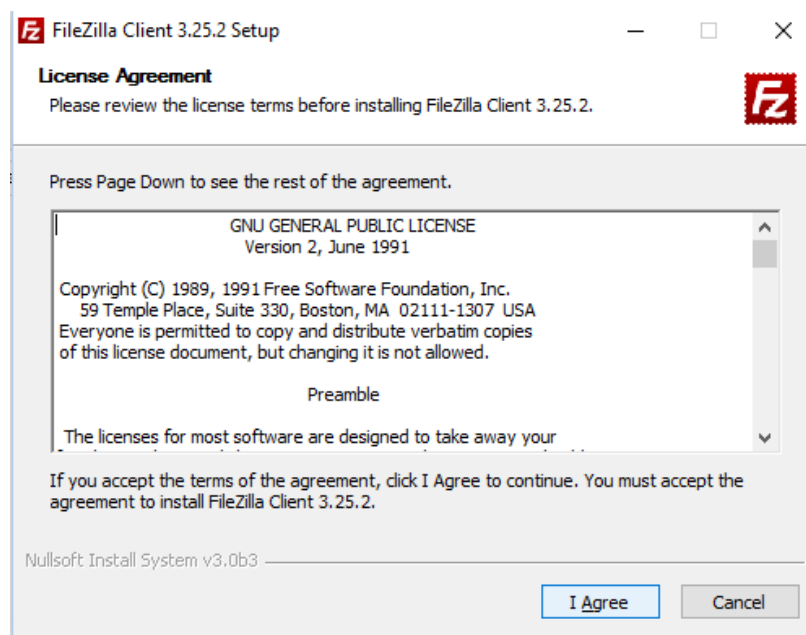 FileZilla Client 3.25.2 Setup
License Agreement
Please review the license terms before installing FileZilla Client 3.25.2.
Press Page Down to see the rest of the agreement.
GNU GENERAL PUBLIC LICENSE
Version 2, June 1991
Copyright (C) 1989, 1991 Free Software Foundation, Inc.
59 Temple Place, Suite 330, Boston, MA 02111-1307 USA
Everyone is permitted to copy and distribute verbatim copies
of this license document, but changing it is not allowed.
Preamble
The licenses for most software are designed to take away your
If you accept the terms of the agreement, click I Agree to continue. You must accept the
agreement to install FileZilla Client 3.25.2.
Nullsoft Install System v3.0b3
I Agree
Cancel